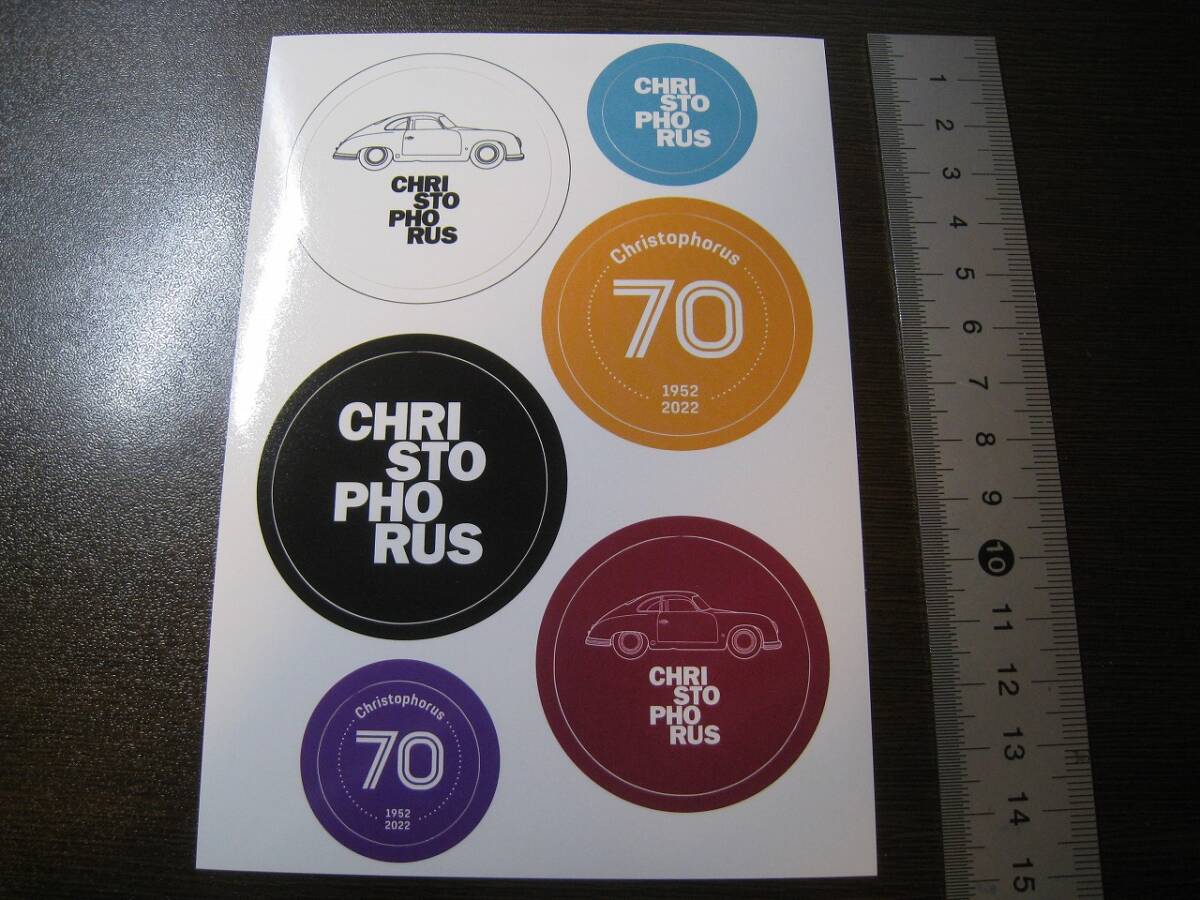 CHRI
STO
PHO
RUS
CHRI
STO
PHO
RUS
Christophorus
70
1952
2022
CHRI
STO
PHO
RUS
CHRI
STO
PHO
RUS
Christophorus
70
1952
2022
1
2
3
4
5
6
7
8
9
10
11
12
13
14
15